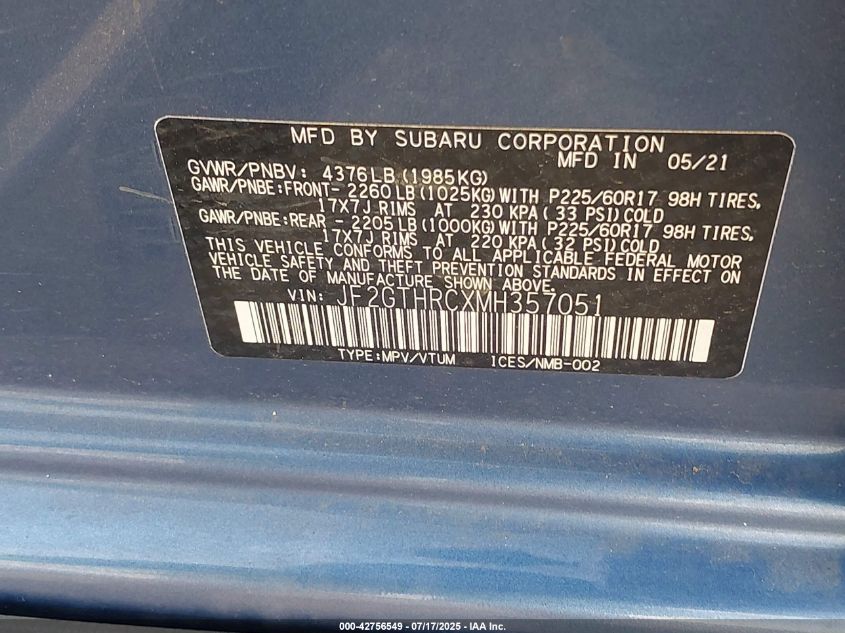 MFD BY SUBARU CORPORATION
MFD IN 05/21
GVWR/PNBV: 4376LB(1985KG)
GAWR/PNBE:FRONT- 2260LB(1025KG)WITH P225/60R17 98H TIRES,
17X7J RIMS AT 230 KPA( 33 PSI)COLD
GAWR/PNBE:REAR - 2205LB(1000KG)WITH P225/60R17 98H TIRES,
17X7J RIMS AT 220 KPA( 32 PSI)COLD
THIS VEHICLE CONFORMS TO ALL APPLICABLE FEDERAL MOTOR
VEHICLE SAFETY AND THEFT PREVENTION STANDARDS IN EFFECT ON
THE DATE OF MANUFACTURE SHOWN ABOVE.
VIN: JF2GTHRCXMH357051
TYPE:MPV/VTUM ICES/NMB-002
000-42756549 - 07/17/2025 - IAA Inc.